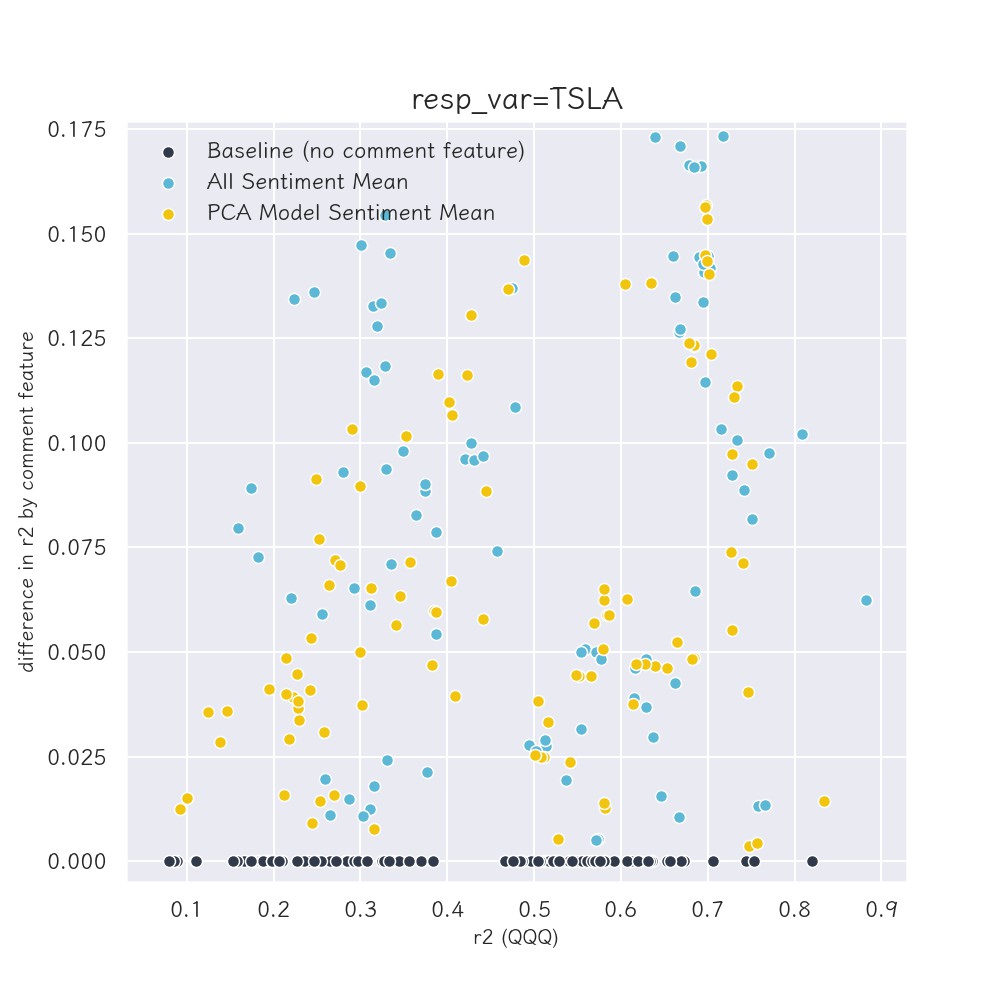 resp_var=TSLA
Baseline (no comment feature)
All Sentiment Mean
PCA Model Sentiment Mean
difference in r2 by comment feature
0.175
0.150
0.125
0.100
0.075
0.050
0.025
0.000
0.1 0.2 0.3 0.4 0.5 0.6 0.7 0.8 0.9
r2 (QQQ)